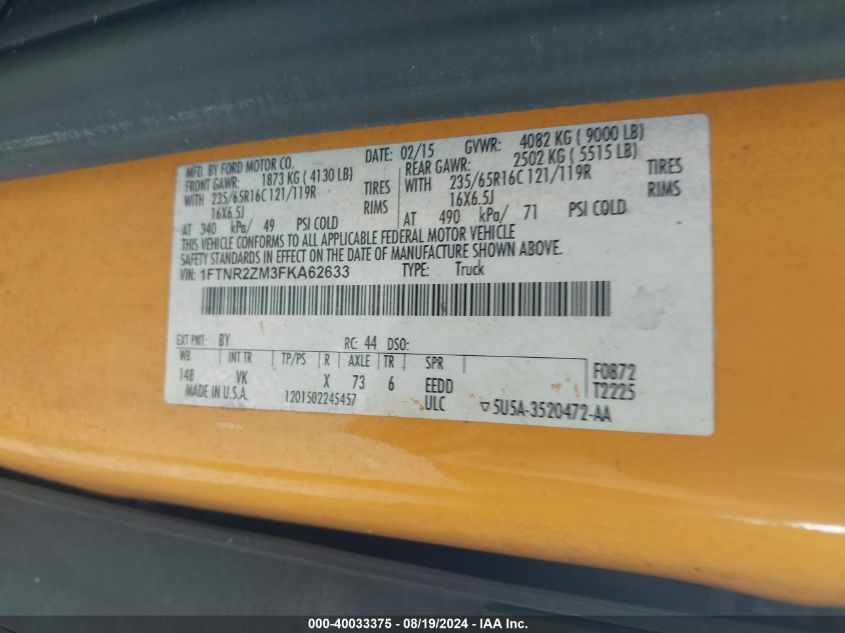 MFD. BY FORD MOTOR CO. DATE: 02/15 GVWR: 4082 KG ( 9000 LB)
FRONT GAWR: 1873 KG ( 4130 LB) REAR GAWR: 2502 KG ( 5515 LB)
WITH 235/65R16C 121/119R TIRES WITH 235/65R16C 121/119R TIRES
16X6.5J RIMS 16X6.5J RIMS
AT 340 kPa/ 49 PSI COLD AT 490 kPa/ 71 PSI COLD
THIS VEHICLE CONFORMS TO ALL APPLICABLE FEDERAL MOTOR VEHICLE
SAFETY STANDARDS IN EFFECT ON THE DATE OF MANUFACTURE SHOWN ABOVE.
VIN: 1FTNR2ZM3FKA62633 TYPE: Truck
EXT PNT: BY RC: 44 DSO:
WB INT TR TP/PS R AXLE TR SPR F0872
148 VK X 73 6 EEDD T2225
MADE IN U.S.A. 1201502245457 ULC 5U5A-3520472-AA
000-40033375 - 08/19/2024 - IAA Inc.